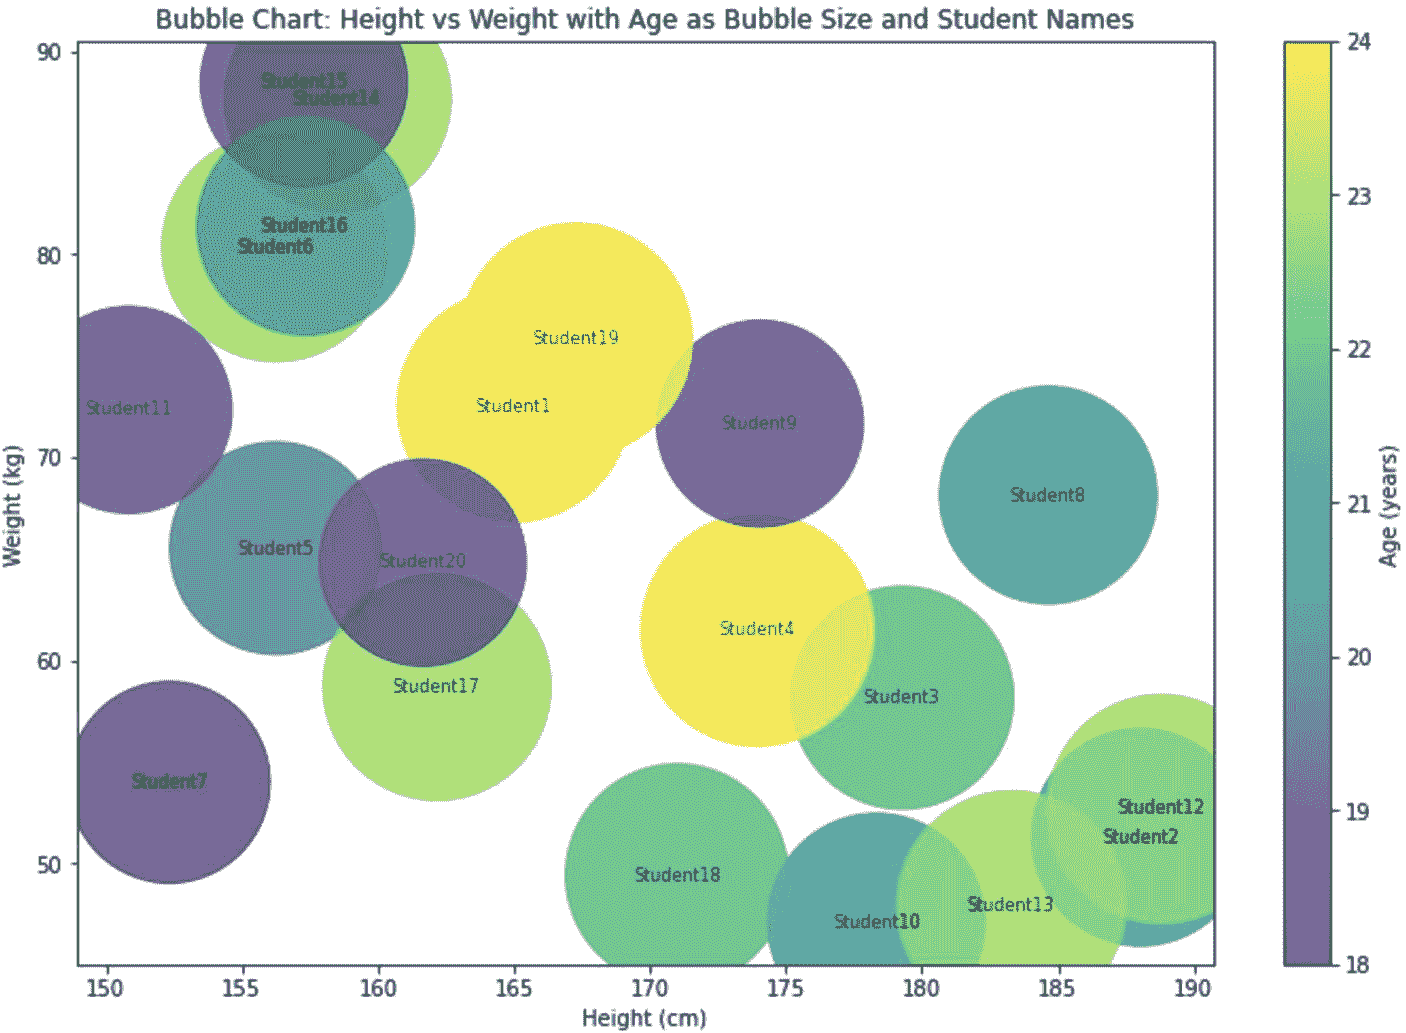 Bubble Chart: Height vs Weight with Age as Bubble Size and Student Names
90
80
70
60
50
Weight (kg)
Student15
Student14
Student16
Student6
Student19
Student1
Student11
Student9
Student8
Student5
Student20
Student4
Student17
Student3
Student7
Student12
Student2
Student18
Student13
Student10
150 155 160 165 170 175 180 185 190
Height (cm)
24
23
22
21
20
19
18
Age (years)